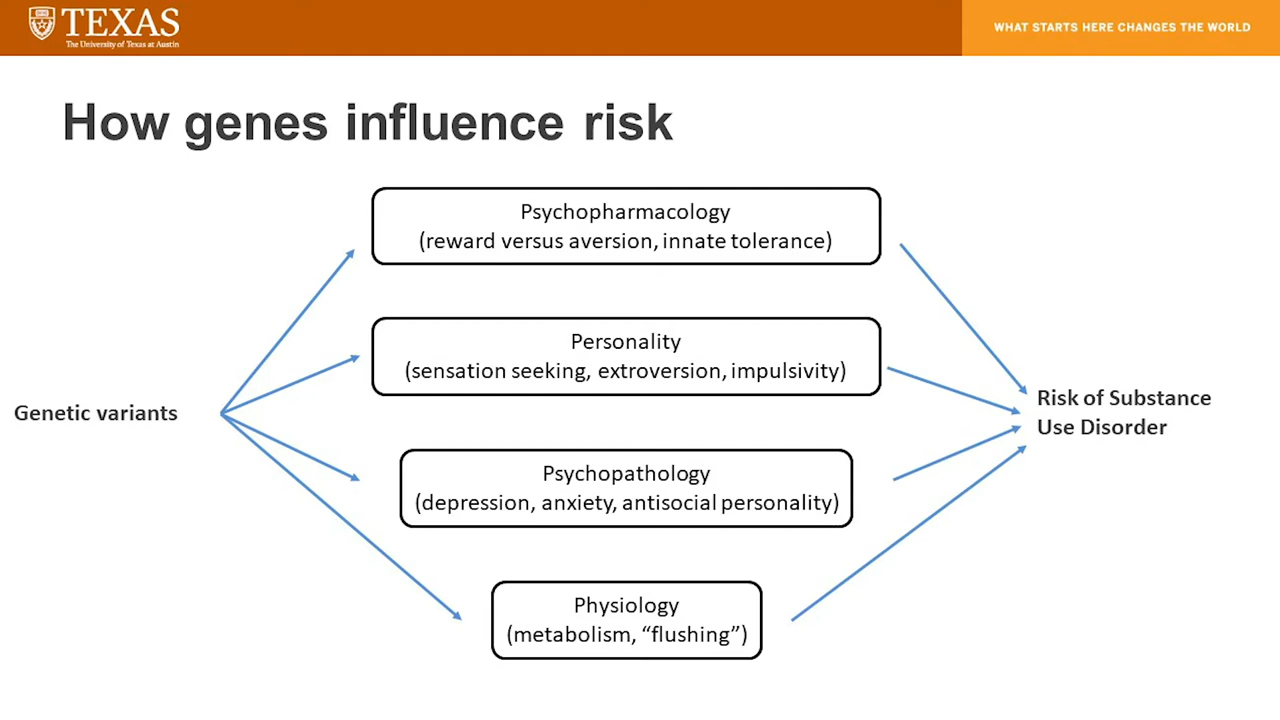 TEXAS
The University of Texas at Austin
WHAT STARTS HERE CHANGES THE WORLD
How genes influence risk
Psychopharmacology
(reward versus aversion, innate tolerance)
Personality
(sensation seeking, extroversion, impulsivity)
Genetic variants
Risk of Substance
Use Disorder
Psychopathology
(depression, anxiety, antisocial personality)
Physiology
(metabolism, “flushing”)